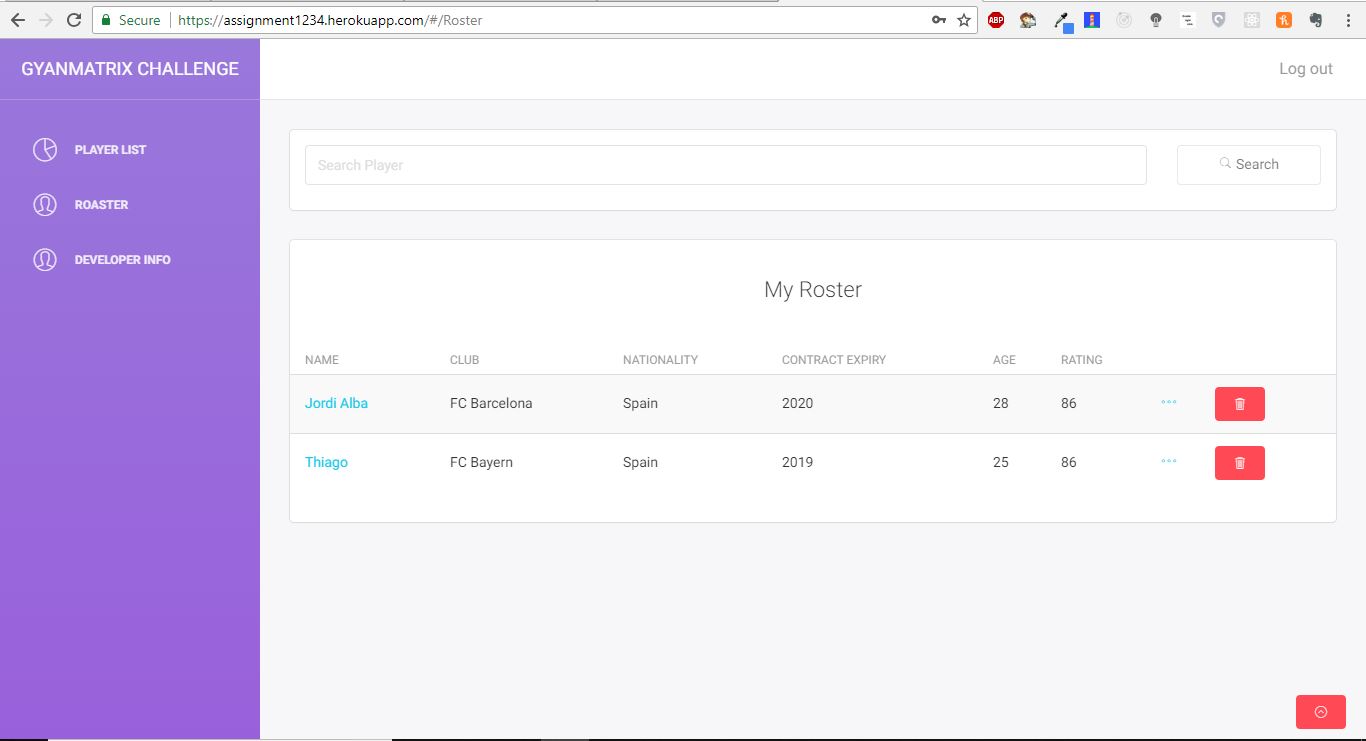 Secure https://assignment1234.herokuapp.com/#/Roster
ABP
GYANMATRIX CHALLENGE
Log out
PLAYER LIST
ROASTER
DEVELOPER INFO
Search Player
Search
My Roster
NAME CLUB NATIONALITY CONTRACT EXPIRY AGE RATING
Jordi Alba FC Barcelona Spain 2020 28 86
Thiago FC Bayern Spain 2019 25 86